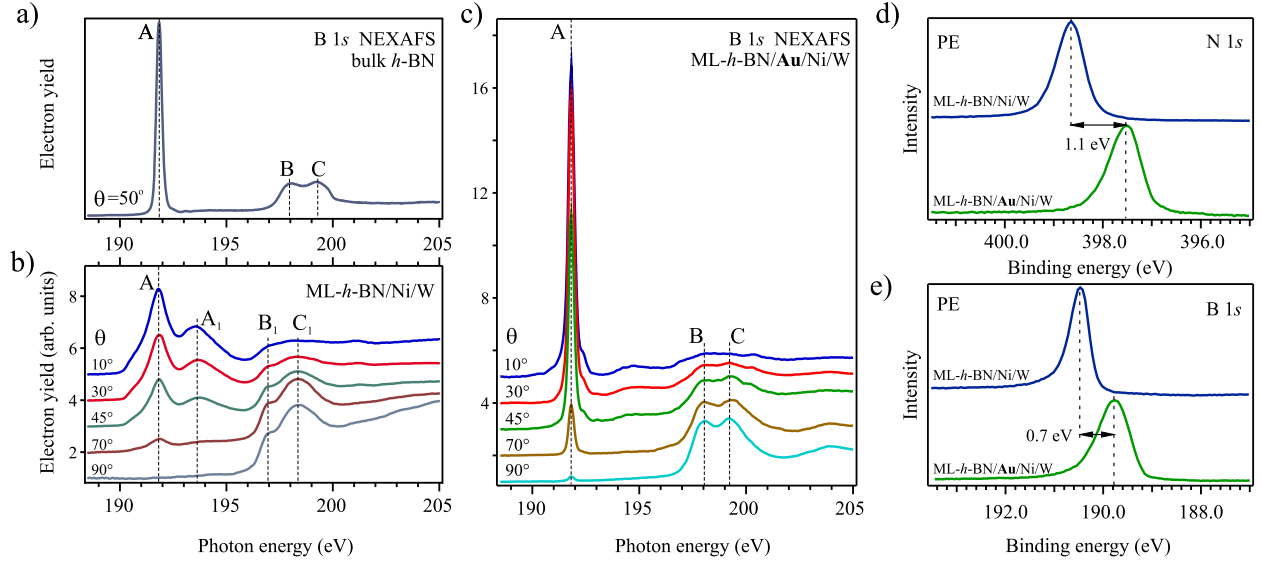 a)
A
B 1s NEXAFS
bulk h-BN
B
C
θ=50°
Electron yield
190
195
200
205
b)
A
ML-h-BN/Ni/W
A1
B1
C1
θ
10°
30°
45°
70°
90°
8
6
4
2
Electron yield (arb. units)
190
195
200
205
Photon energy (eV)
c)
A
B 1s NEXAFS
ML-h-BN/Au/Ni/W
16
12
8
4
B
C
θ
10°
30°
45°
70°
90°
190
195
200
205
Photon energy (eV)
d)
PE
N 1s
ML-h-BN/Ni/W
1.1 eV
ML-h-BN/Au/Ni/W
Intensity
400.0
398.0
396.0
Binding energy (eV)
e)
PE
B 1s
ML-h-BN/Ni/W
0.7 eV
ML-h-BN/Au/Ni/W
Intensity
192.0
190.0
188.0
Binding energy (eV)